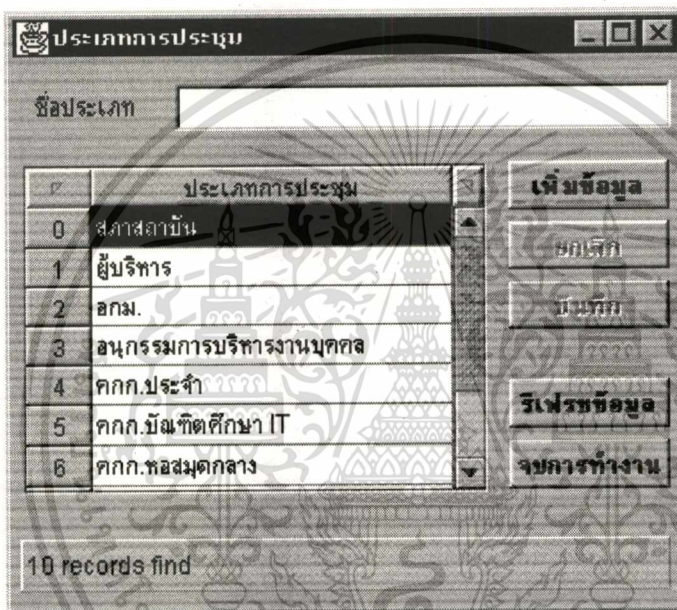 ประเภทการประชุม
ชื่อประเภท
ประเภทการประชุม
0 สภาสถาบัน
1 ผู้บริหาร
2 อกม.
3 อนุกรรมการบริหารงานบุคคล
4 คกก.ประจำ
5 คกก.บัณฑิตศึกษา IT
6 คกก.หอสมุดกลาง
เพิ่มข้อมูล
ยกเลิก
บันทึก
รีเฟรชข้อมูล
จบการทำงาน
10 records find